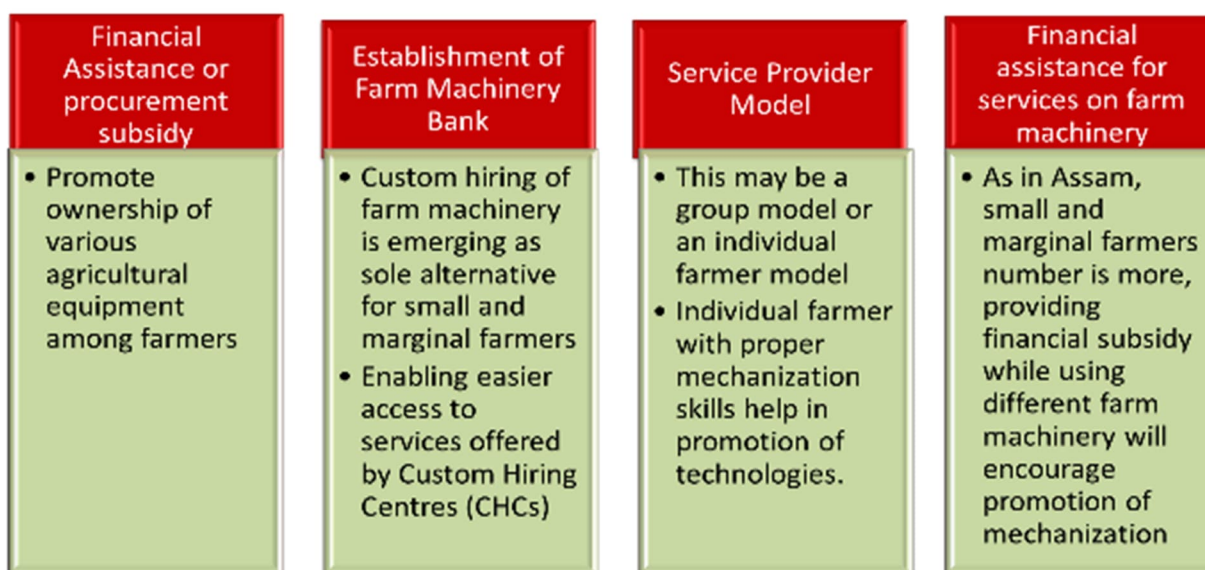 Financial
Assistance or
procurement
subsidy
• Promote
ownership of
various
agricultural
equipment
among farmers
Establishment of
Farm Machinery
Bank
• Custom hiring of
farm machinery
is emerging as
sole alternative
for small and
marginal farmers
• Enabling easier
access to
services offered
by Custom Hiring
Centres (CHCs)
Service Provider
Model
• This may be a
group model or
an individual
farmer model
• Individual farmer
with proper
mechanization
skills help in
promotion of
technologies.
Financial
assistance for
services on farm
machinery
• As in Assam,
small and
marginal farmers
number is more,
providing
financial subsidy
while using
different farm
machinery will
encourage
promotion of
mechanization